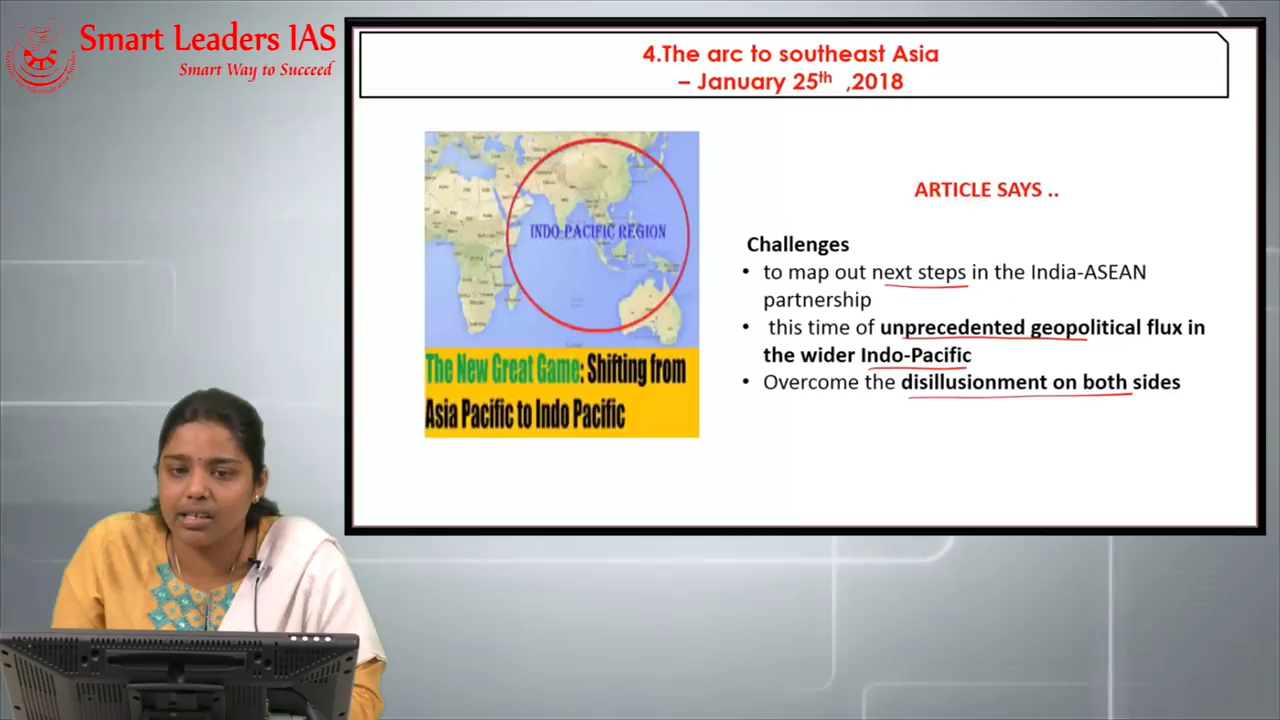 Smart Leaders IAS
Smart Way to Succeed
4.The arc to southeast Asia
– January 25th ,2018
INDO-PACIFIC REGION
The New Great Game: Shifting from
Asia Pacific to Indo Pacific
ARTICLE SAYS ..
Challenges
• to map out next steps in the India-ASEAN
partnership
• this time of unprecedented geopolitical flux in
the wider Indo-Pacific
• Overcome the disillusionment on both sides